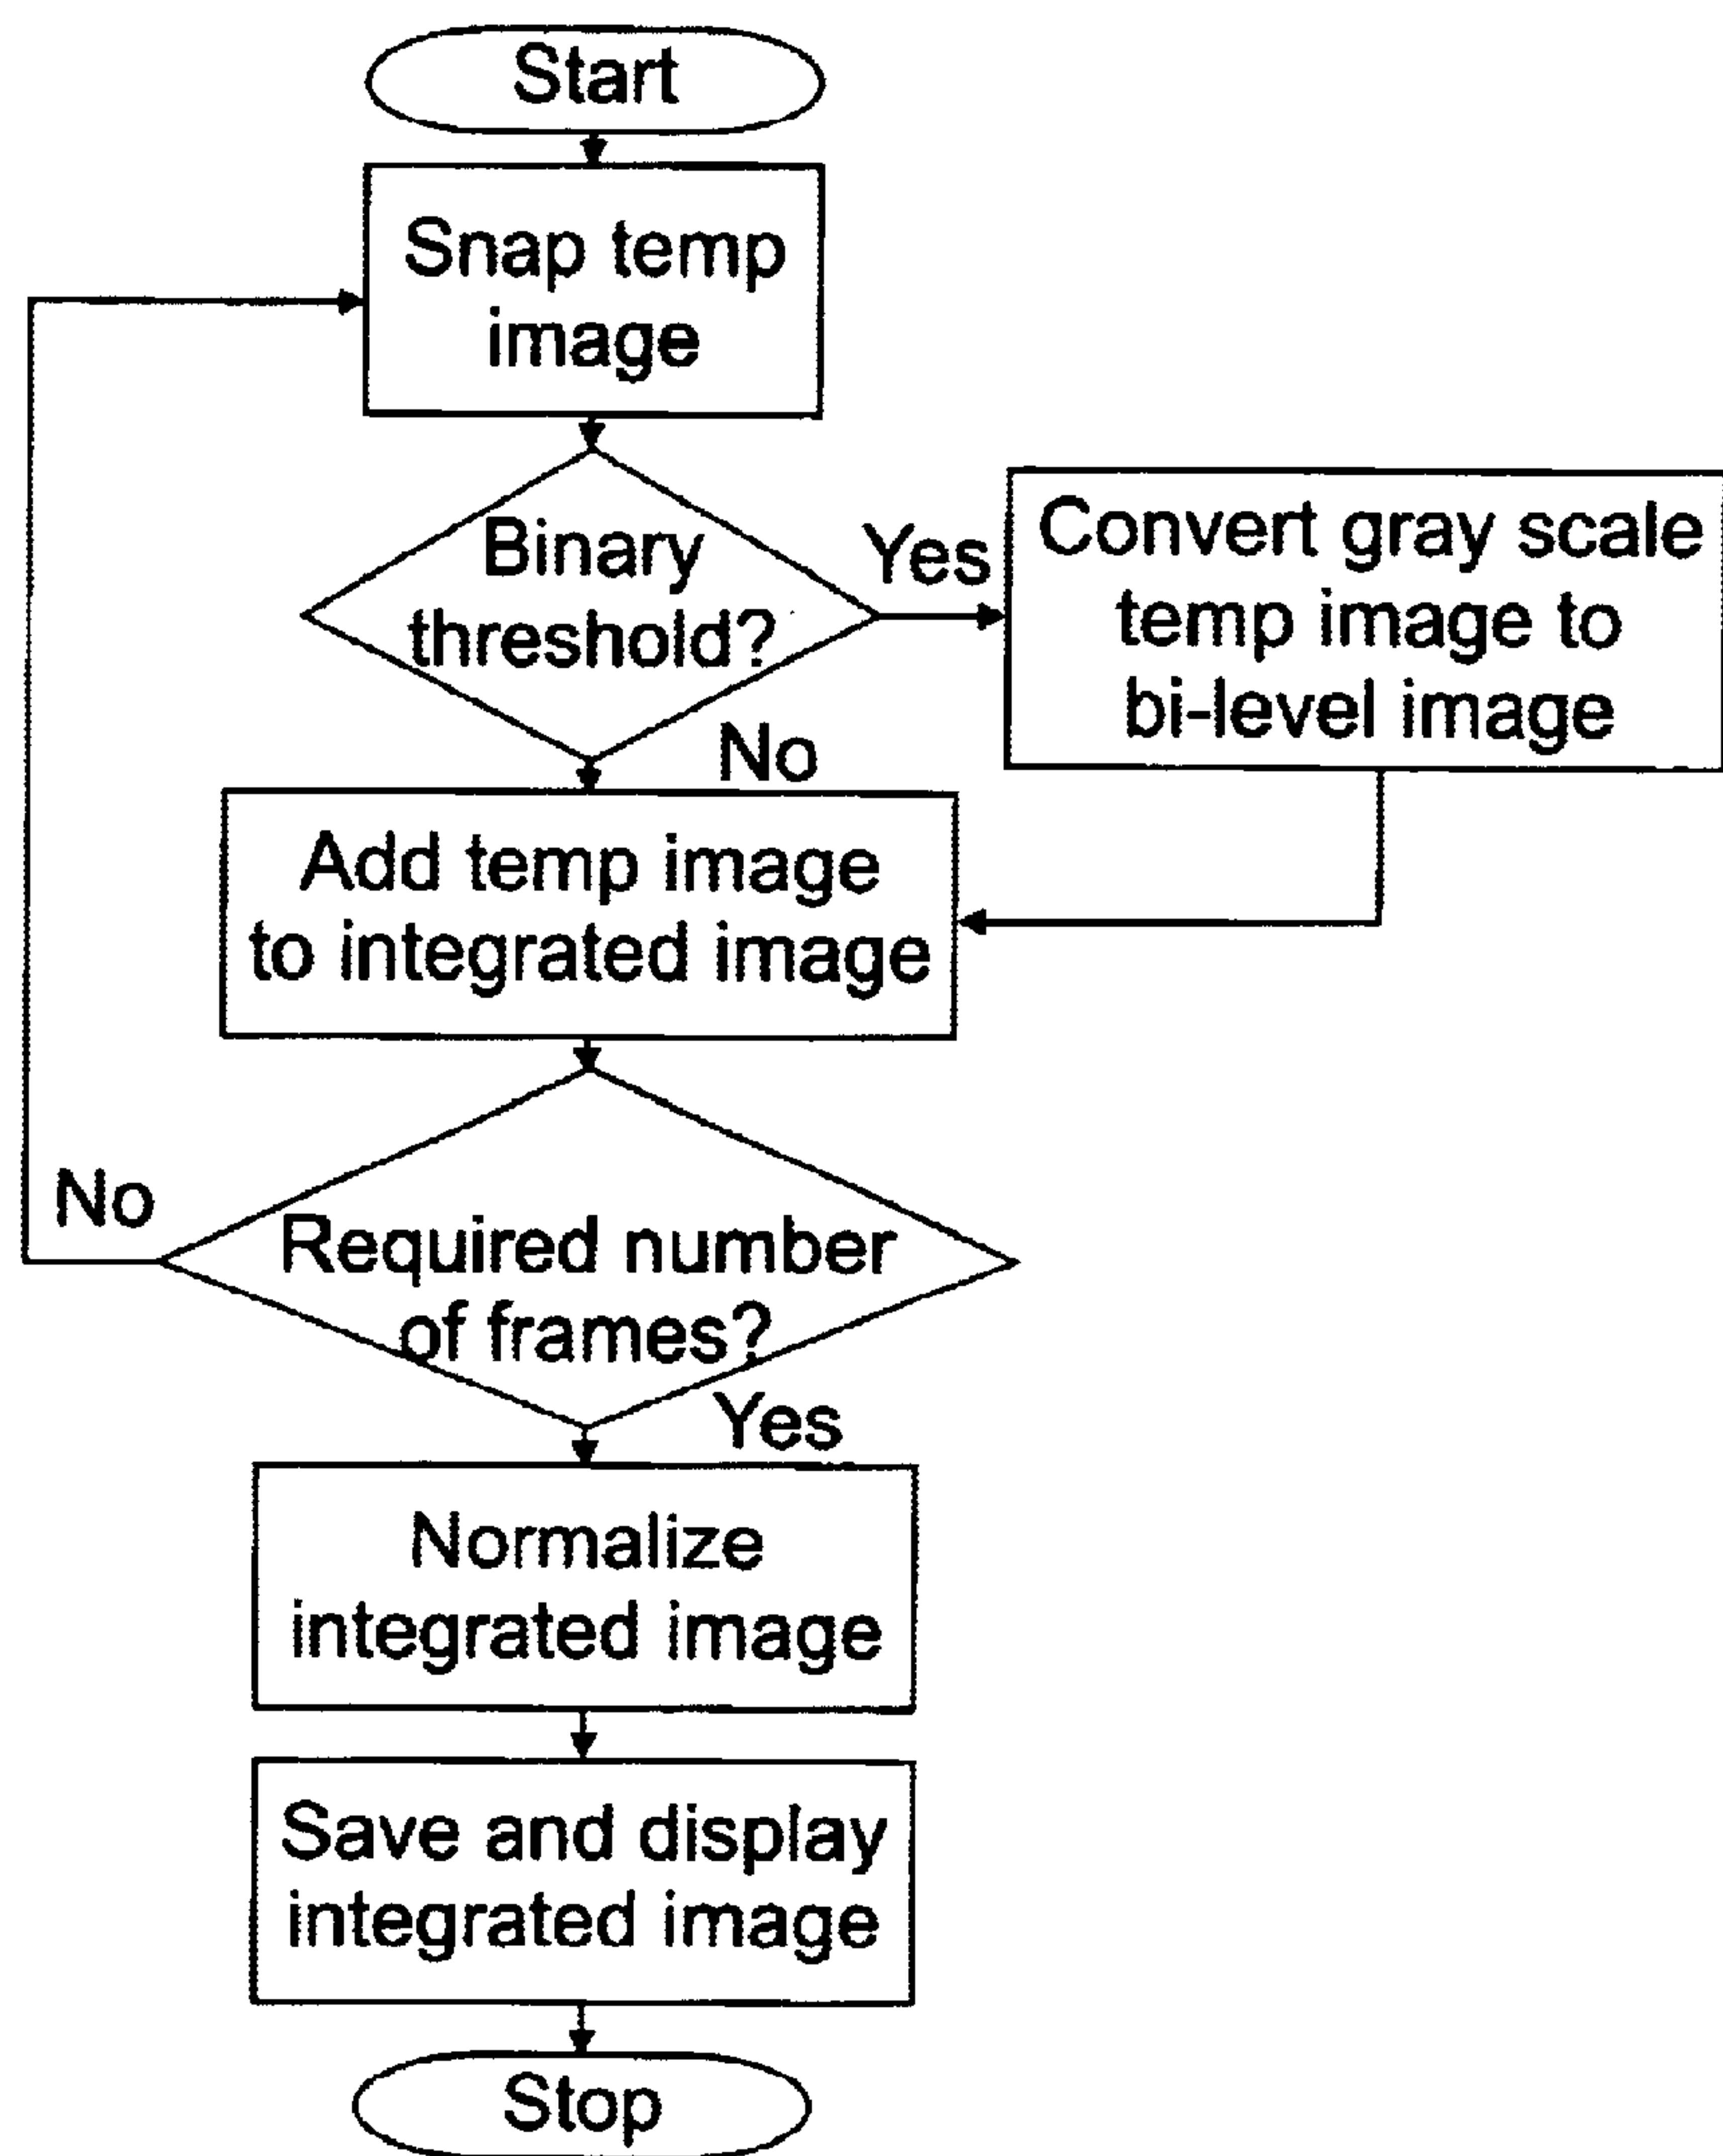 Start
Snap temp
image
Binary
threshold?
Yes
Convert gray scale
temp image to
bi-level image
No
Add temp image
to integrated image
No
Required number
of frames?
Yes
Normalize
integrated image
Save and display
integrated image
Stop